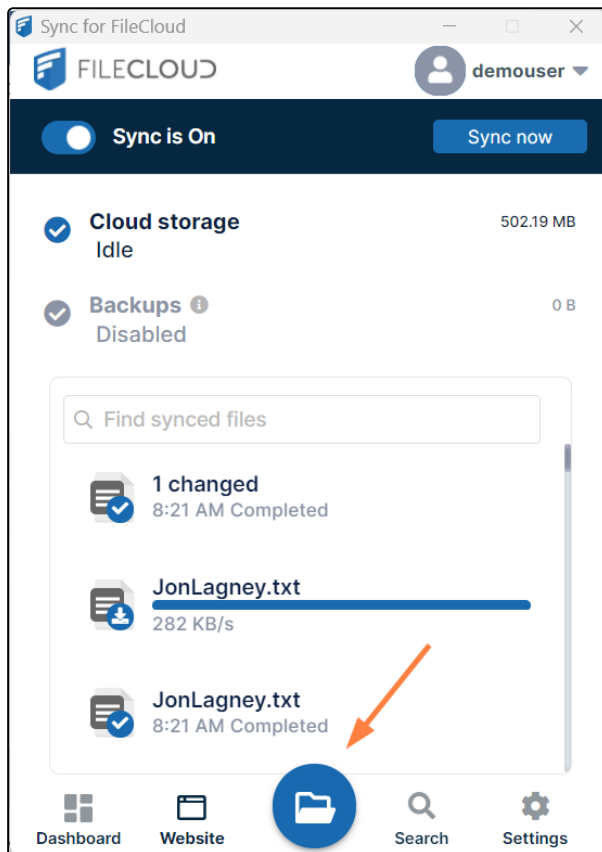 Sync for FileCloud
FILECLOUD
demouser
Sync is On
Sync now
Cloud storage
502.19 MB
Idle
Backups
0 B
Disabled
Find synced files
1 changed
8:21 AM Completed
JonLagney.txt
282 KB/s
JonLagney.txt
8:21 AM Completed
Dashboard
Website
Search
Settings